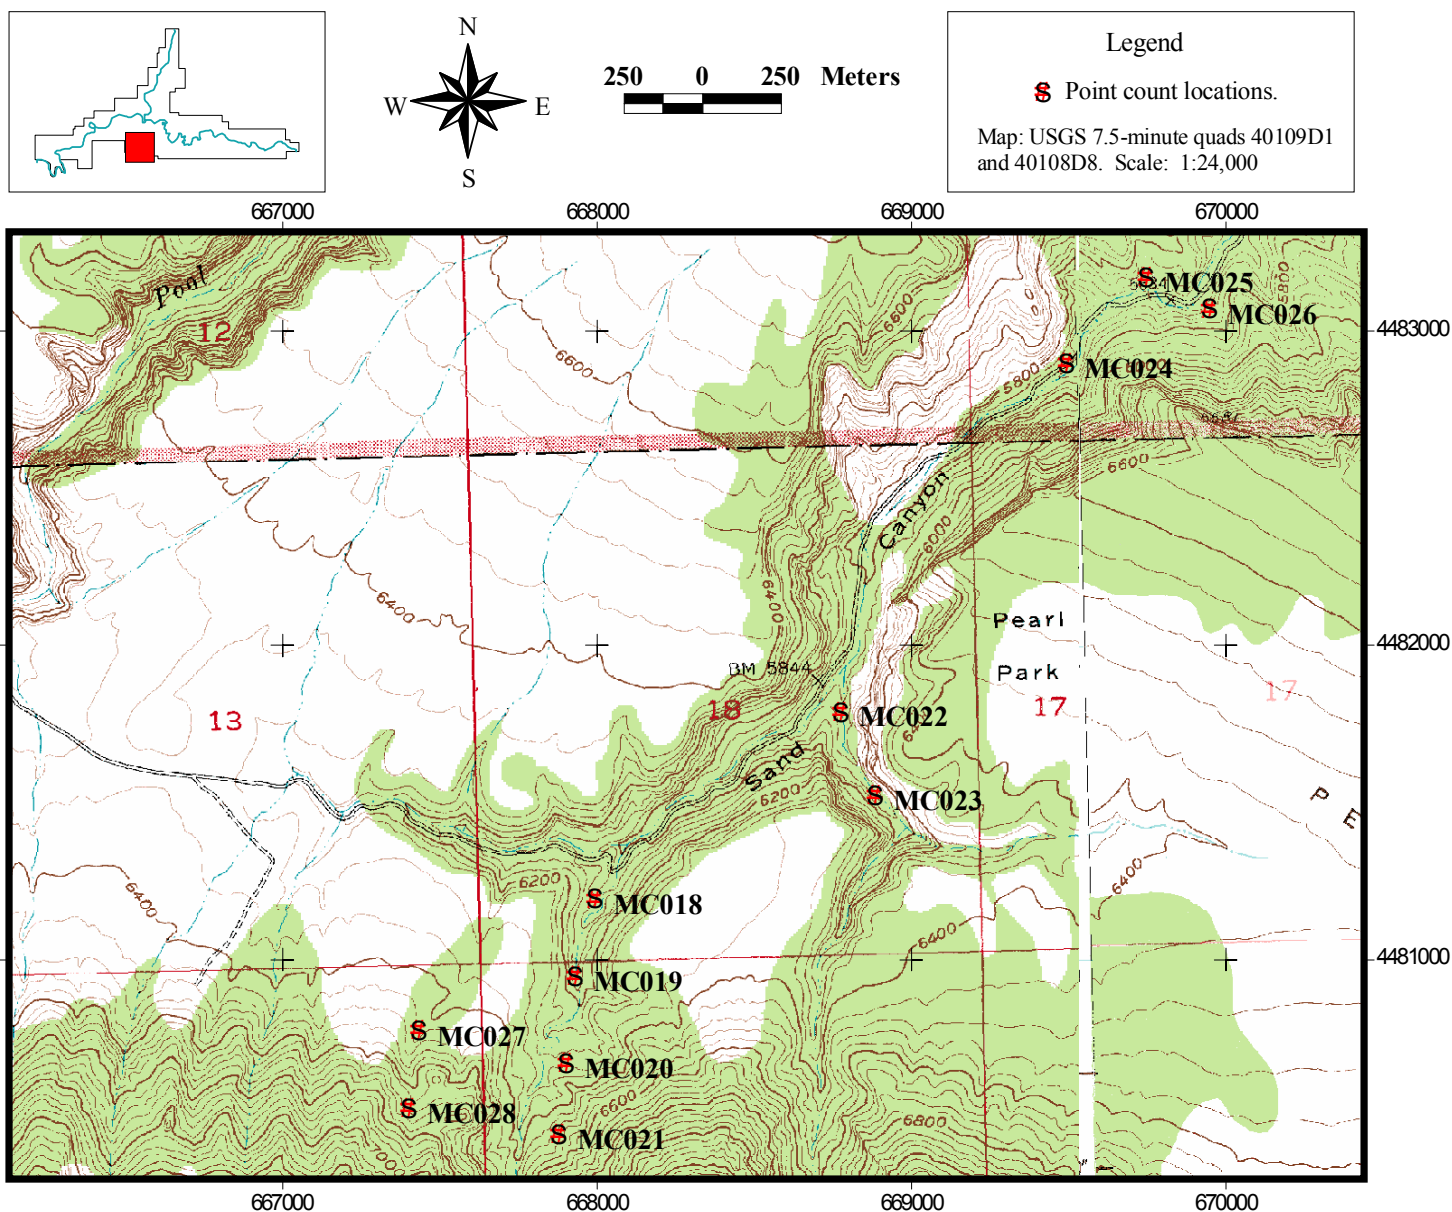 N
W E
S
250 0 250 Meters
Legend
S Point count locations.
Map: USGS 7.5-minute quads 40109D1
and 40108D8. Scale: 1:24,000
667000 668000 669000 670000
Pool
12
6600
6600
5800
MC025
MC026
4483000
MC024
5800
6600
Canyon
6000
6400
6400
Pearl
Park
4482000
BM 5844
13
18
17
17
MC022
Sand
6200
MC023
P
E
6200
6400
6400
MC018
6400
4481000
MC019
MC027
MC020
6600
MC028
MC021
6800
667000 668000 669000 670000